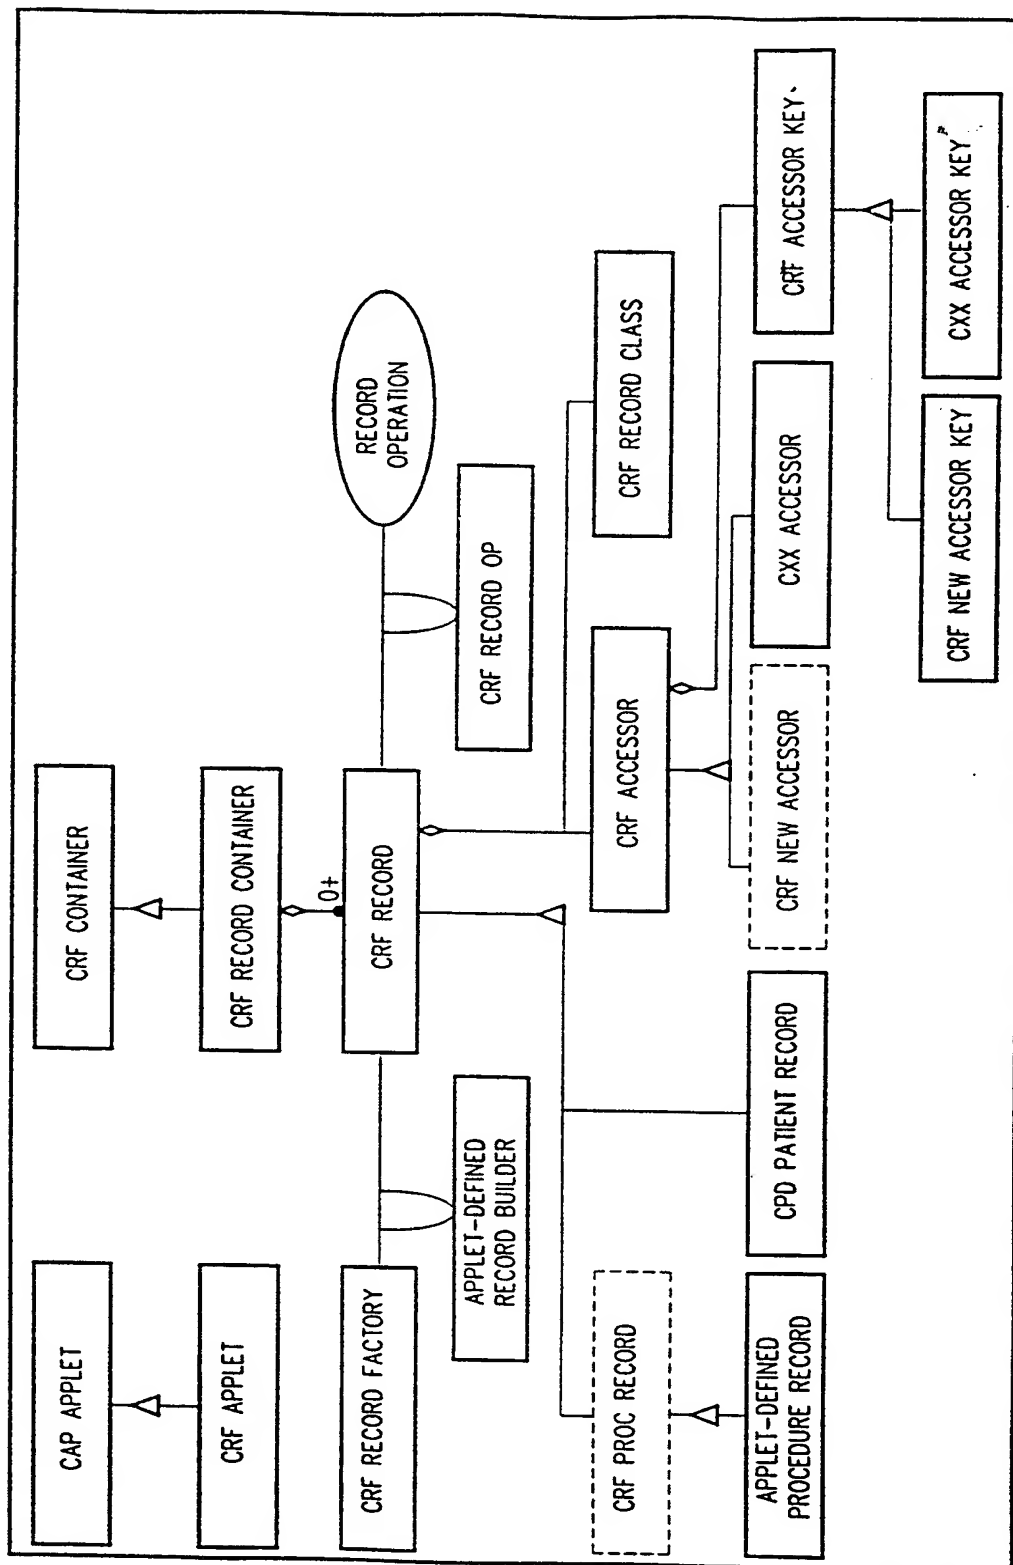 CAP APPLET
CRF APPLET
CRF CONTAINER
CRF RECORD CONTAINER
0+
CRF RECORD FACTORY
CRF RECORD
RECORD
OPERATION
APPLET-DEFINED
RECORD BUILDER
CRF RECORD OP
CRF PROC RECORD
CRF ACCESSOR
CRF RECORD CLASS
APPLET-DEFINED
PROCEDURE RECORD
CPD PATIENT RECORD
CRF NEW ACCESSOR
CXX ACCESSOR
CRF ACCESSOR KEY
CRF NEW ACCESSOR KEY
CXX ACCESSOR KEY